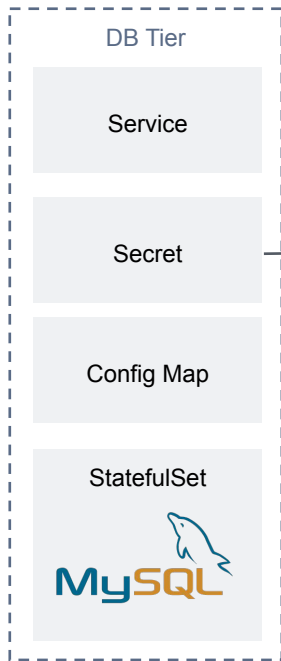 DB Tier
Service
Secret
Config Map
StatefulSet
MySQL